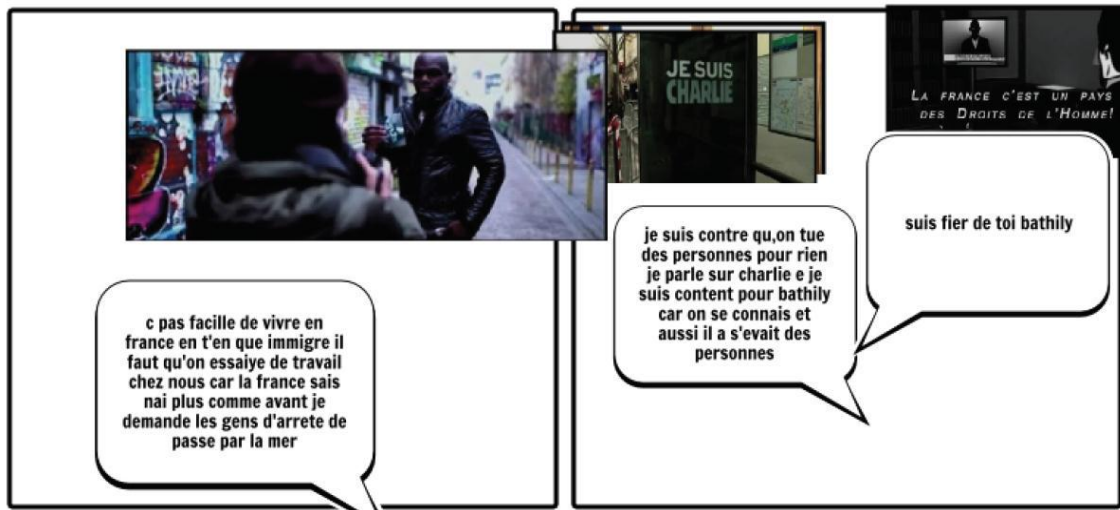 c pas facille de vivre en
france en t'en que immigre il
faut qu'on essaiye de travail
chez nous car la france sais
nai plus comme avant je
demande les gens d'arrete de
passe par la mer
JE SUIS
CHARLIE
je suis contre qu,on tue
des personnes pour rien
je parle sur charlie e je
suis content pour bathily
car on se connais et
aussi il a s'evait des
personnes
LA FRANCE C'EST UN PAYS
DES DROITS DE L'HOMME!
suis fier de toi bathily